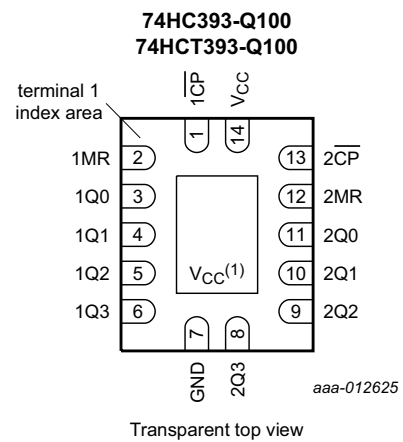 74HC393-Q100
74HCT393-Q100
terminal 1
index area
1CP
VCC
1
14
1MR 2
13 2CP
1Q0 3
12 2MR
1Q1 4
11 2Q0
1Q2 5
10 2Q1
1Q3 6
9 2Q2
VCC(1)
7
8
GND
2Q3
aaa-012625
Transparent top view